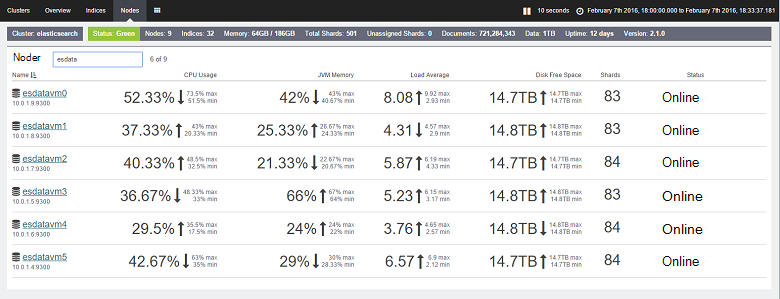 Clusters Overview Indices Nodes 10 seconds February 7th 2016, 18:00:00.000 to February 7th 2016, 18:33:37.181
Cluster: elasticsearch Status: Green Nodes: 9 Indices: 32 Memory: 64GB / 186GB Total Shards: 501 Unassigned Shards: 0 Documents: 721,284,343 Data: 1TB Uptime: 12 days Version: 2.1.0
Noder esdata 6 of 9
Name CPU Usage JVM Memory Load Average Disk Free Space Shards Status
esdatavm0 52.33% 73.5% max 42% 43% max 8.08 9.92 max 14.7TB 14.7TB max 83 Online
10.0.1.9:9300 51.5% min 40.67% min 2.93 min 14.7TB min
esdatavm1 37.33% 43% max 25.33% 26.67% max 4.31 4.57 max 14.8TB 14.8TB max 83 Online
10.0.1.8:9300 20.33% min 24.33% min 2.9 min 14.8TB min
esdatavm2 40.33% 48.5% max 21.33% 22.67% max 5.87 6.19 max 14.7TB 14.7TB max 84 Online
10.0.1.7:9300 32.5% min 20.67% min 4.33 min 14.7TB min
esdatavm3 36.67% 48.33% max 66% 67% max 5.23 6.15 max 14.8TB 14.8TB max 83 Online
10.0.1.5:9300 33% min 64% min 3.17 min 14.8TB min
esdatavm4 29.5% 35.5% max 24% 24% max 3.76 4.65 max 14.8TB 14.8TB max 84 Online
10.0.1.6:9300 17.5% min 22% min 2.57 min 14.8TB min
esdatavm5 42.67% 63% max 29% 30% max 6.57 6.9 max 14.7TB 14.7TB max 84 Online
10.0.1.4:9300 35% min 28.33% min 2.12 min 14.7TB min